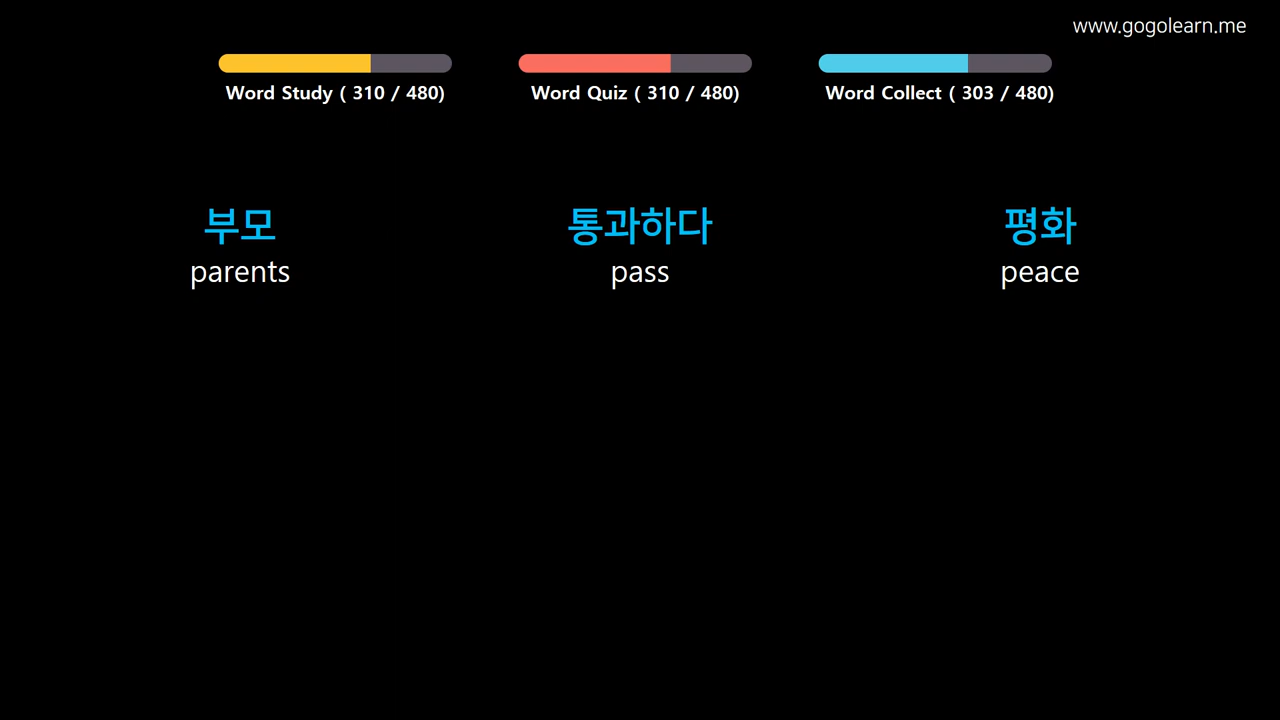 www.gogolearn.me
Word Study ( 310 / 480)
Word Quiz ( 310 / 480)
Word Collect ( 303 / 480)
부모
parents
통과하다
pass
평화
peace